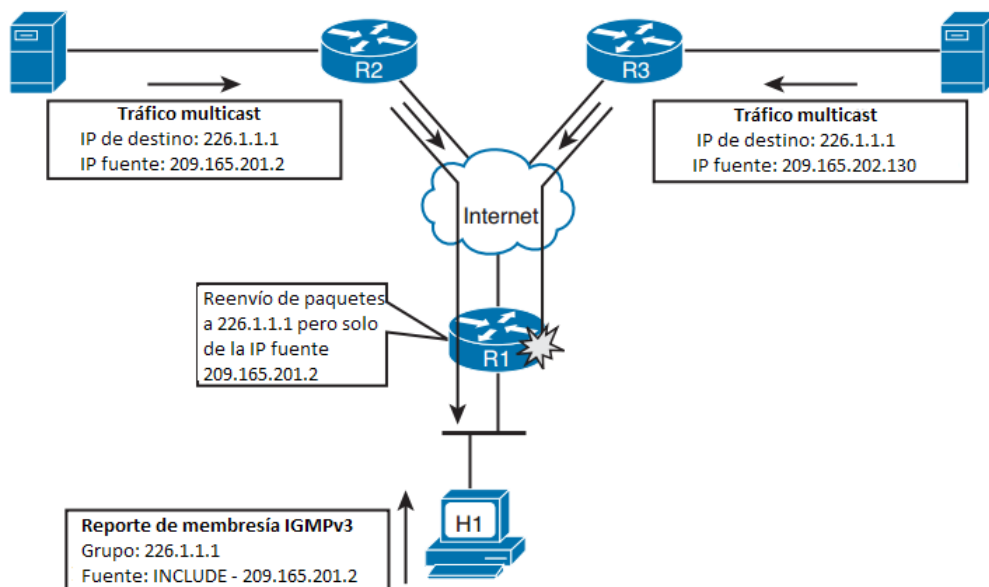 R2
R3
Tráfico multicast
IP de destino: 226.1.1.1
IP fuente: 209.165.201.2
Tráfico multicast
IP de destino: 226.1.1.1
IP fuente: 209.165.202.130
Internet
Reenvío de paquetes
a 226.1.1.1 pero solo
de la IP fuente
209.165.201.2
R1
H1
Reporte de membresía IGMPv3
Grupo: 226.1.1.1
Fuente: INCLUDE - 209.165.201.2